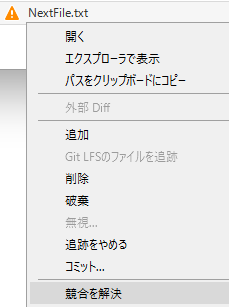 NextFile.txt
開く
エクスプローラで表示
パスをクリップボードにコピー
外部 Diff
追加
Git LFSのファイルを追跡
削除
破棄
無視...
追跡をやめる
コミット...
競合を解決